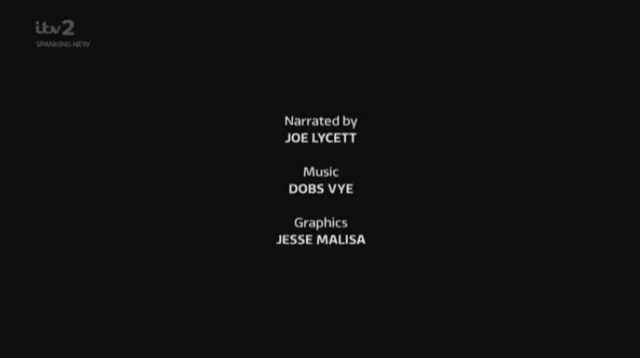 itv2
SPANKING NEW
Narrated by
JOE LYCETT
Music
DOBS VYE
Graphics
JESSE MALISA